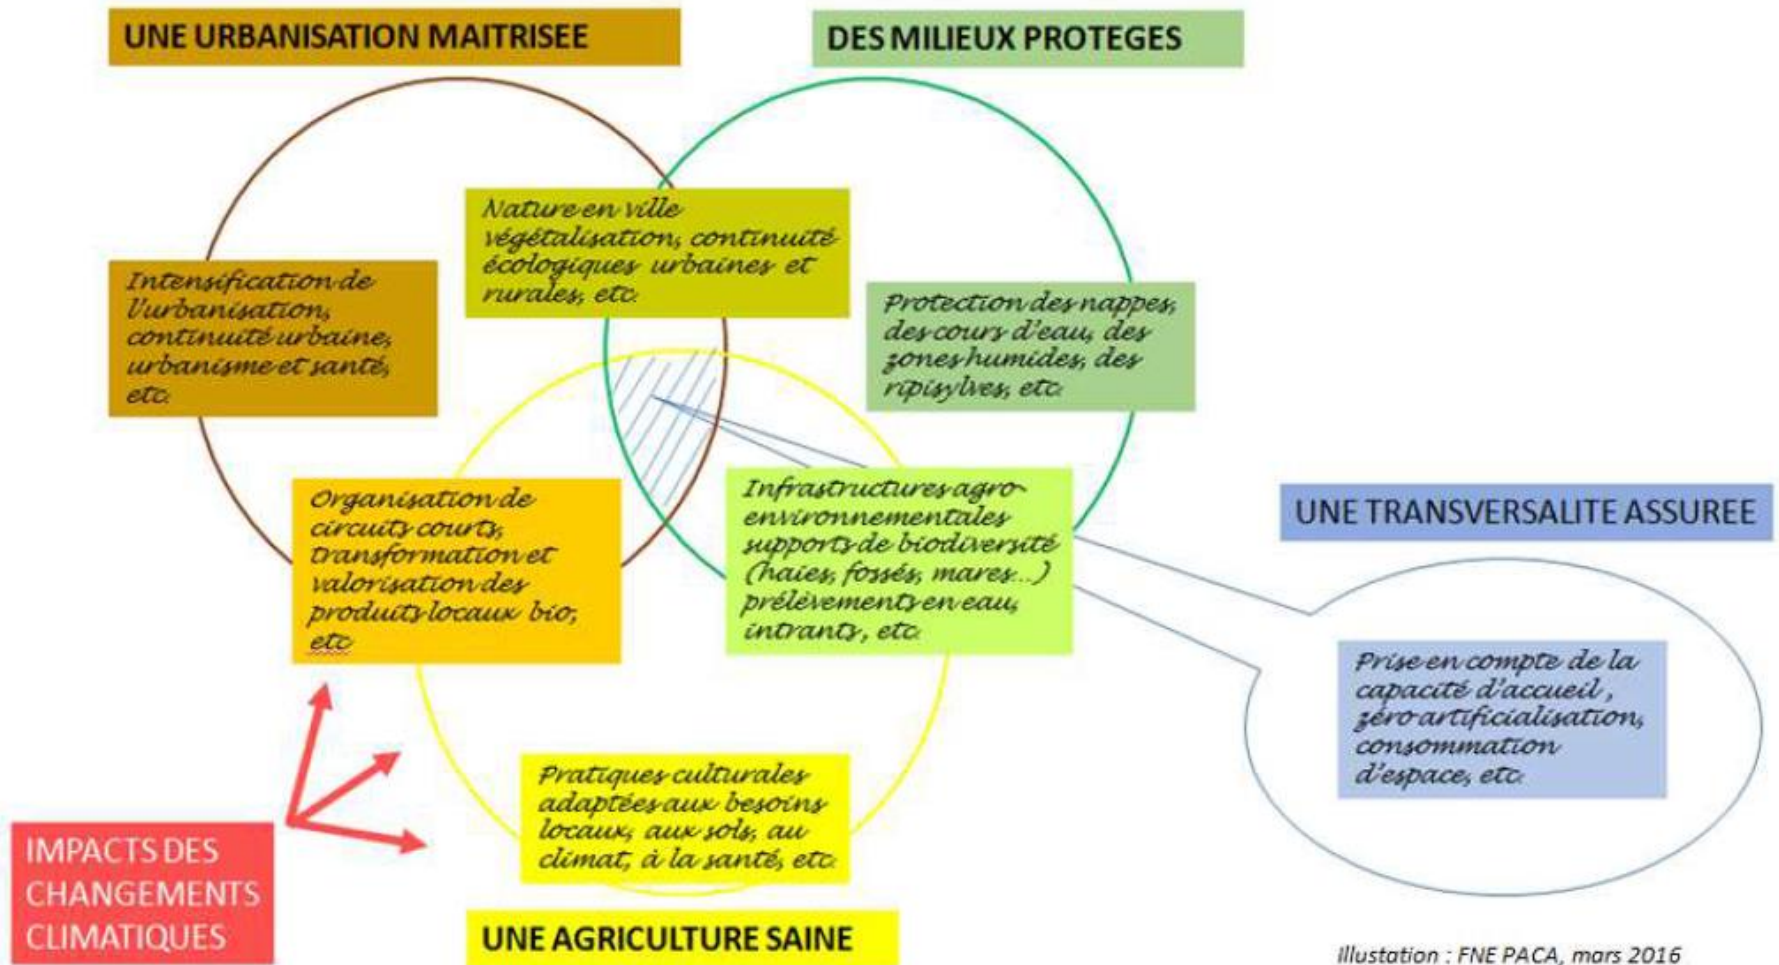 UNE URBANISATION MAITRISEE
DES MILIEUX PROTEGES
Nature en ville
végétalisation, continuité
écologiques urbaines et
rurales, etc.
Intensification de
l'urbanisation,
continuité urbaine,
urbanisme et santé,
etc.
Protection des nappes,
des cours d'eau, des
zones humides, des
ripisylves, etc.
Organisation de
circuits courts,
transformation et
valorisation des
produits locaux bio,
etc
Infrastructures agro-
environnementales
supports de biodiversité
(haies, fossés, mares...)
prélèvements en eau,
intrants, etc.
UNE TRANSVERSALITE ASSUREE
Prise en compte de la
capacité d'accueil ,
zéro artificialisation,
consommation
d'espace, etc.
Pratiques culturales
adaptées aux besoins
locaux, aux sols, au
climat, à la santé, etc.
IMPACTS DES
CHANGEMENTS
CLIMATIQUES
UNE AGRICULTURE SAINE
Illustation : FNE PACA, mars 2016